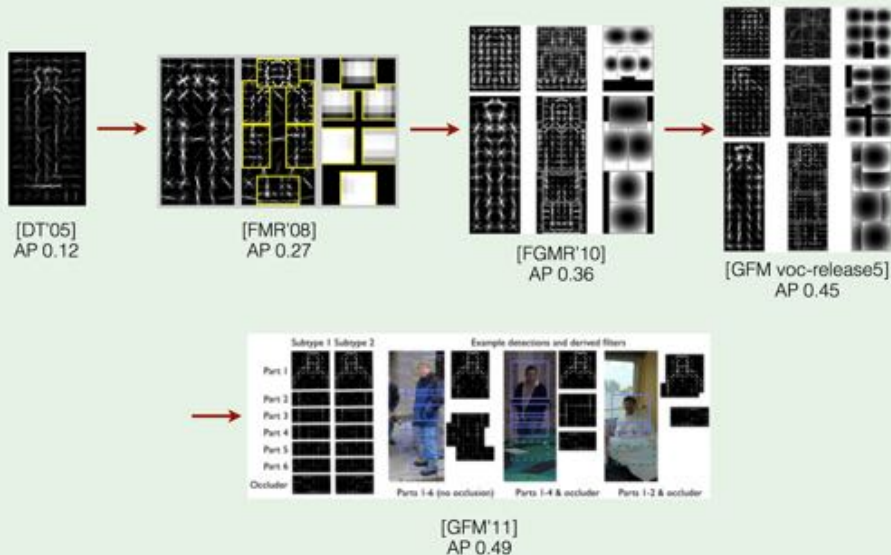 [DT'05]
AP 0.12
[FMR'08]
AP 0.27
[FGMR'10]
AP 0.36
[GFM voc-release5]
AP 0.45
Subtype 1 Subtype 2
Example detections and derived filters
Part 1
Part 2
Part 3
Part 4
Part 5
Part 6
Occluder
Parts 1-6 (no occlusion)
Parts 1-4 & occluder
Parts 1-2 & occluder
[GFM'11]
AP 0.49